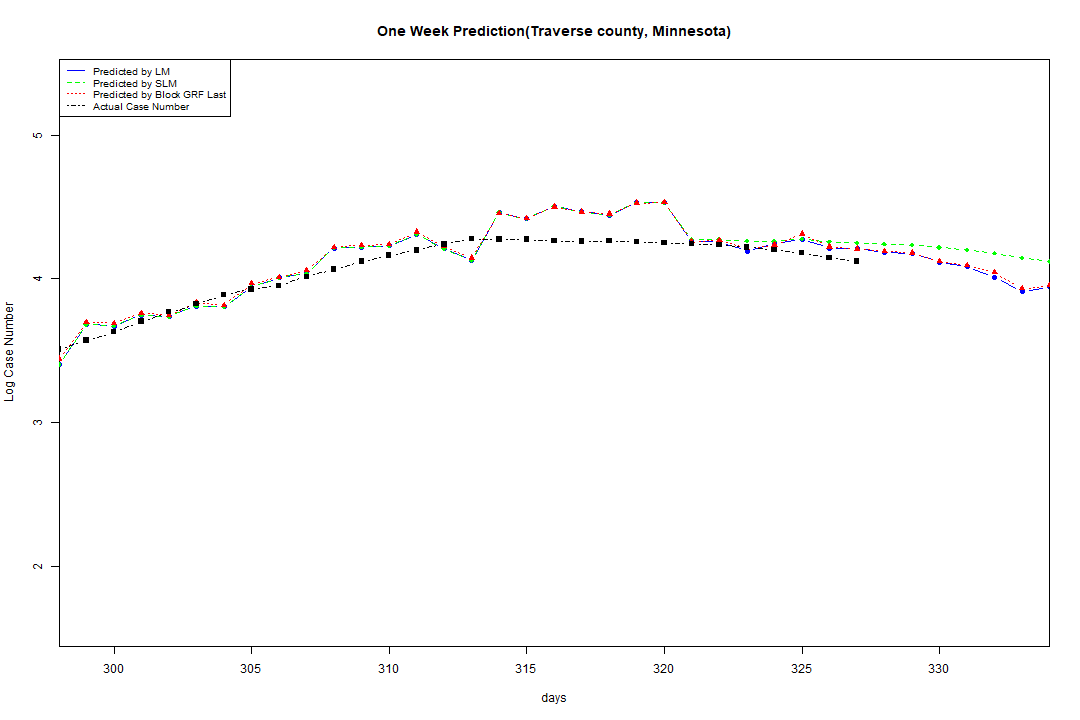 One Week Prediction(Traverse county, Minnesota)
Predicted by LM
Predicted by SLM
Predicted by Block GRF Last
Actual Case Number
5
4
3
2
Log Case Number
300 305 310 315 320 325 330
days